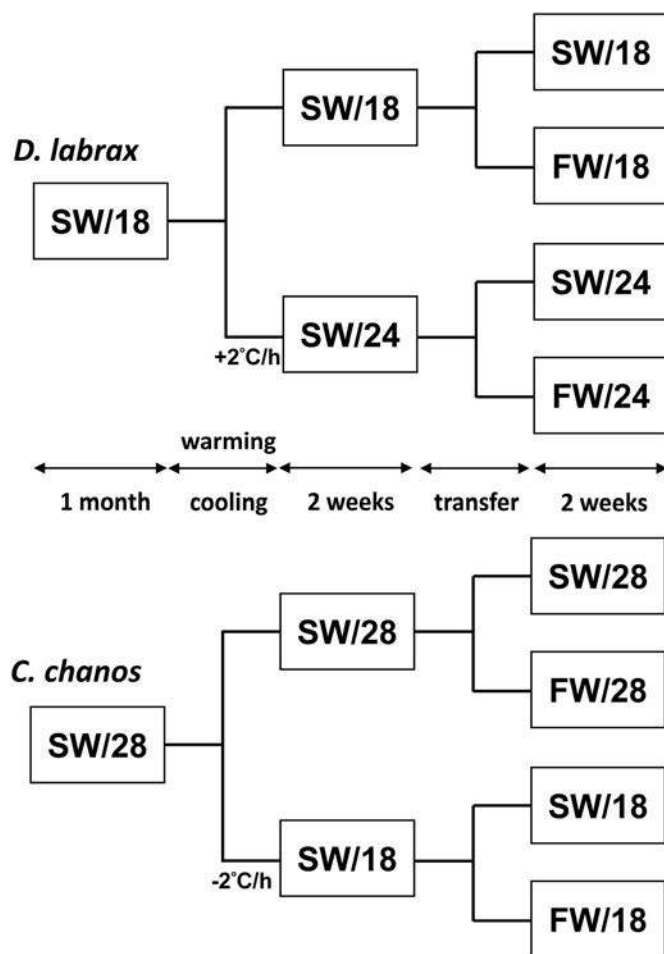 SW/18
SW/18
FW/18
D. labrax
SW/18
SW/24
SW/24
FW/24
+2°C/h
warming
1 month cooling 2 weeks transfer 2 weeks
SW/28
SW/28
FW/28
C. chanos
SW/28
SW/18
SW/18
FW/18
-2°C/h